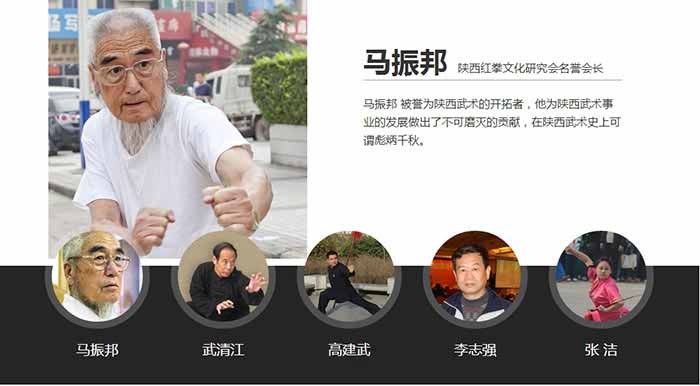 马振邦 陕西红拳文化研究会名誉会长
马振邦 被誉为陕西武术的开拓者，他为陕西武术事
业的发展做出了不可磨灭的贡献，在陕西武术史上可
谓彪炳千秋。
马振邦 武清江 高建武 李志强 张 洁